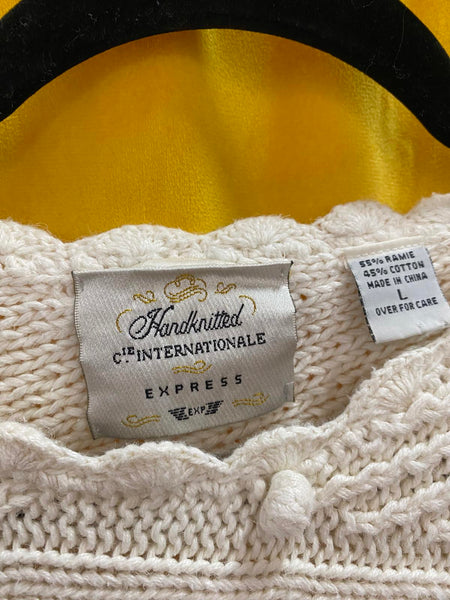 Handknitted
CIE INTERNATIONALE
EXPRESS
EXP
55% RAMIE
45% COTTON
MADE IN CHINA
L
OVER FOR CARE